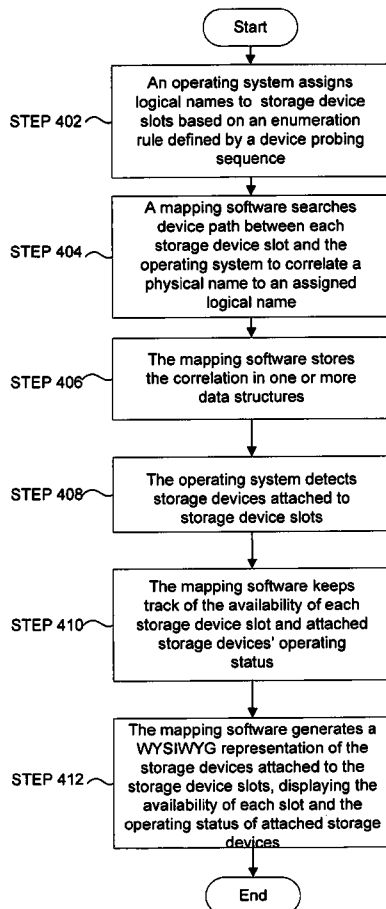 Start
STEP 402
An operating system assigns
logical names to storage device
slots based on an enumeration
rule defined by a device probing
sequence
STEP 404
A mapping software searches
device path between each
storage device slot and the
operating system to correlate a
physical name to an assigned
logical name
STEP 406
The mapping software stores
the correlation in one or more
data structures
STEP 408
The operating system detects
storage devices attached to
storage device slots
STEP 410
The mapping software keeps
track of the availability of each
storage device slot and attached
storage devices' operating
status
STEP 412
The mapping software generates a
WYSIWYG representation of the
storage devices attached to the
storage device slots, displaying the
availability of each slot and the
operating status of attached storage
devices
End